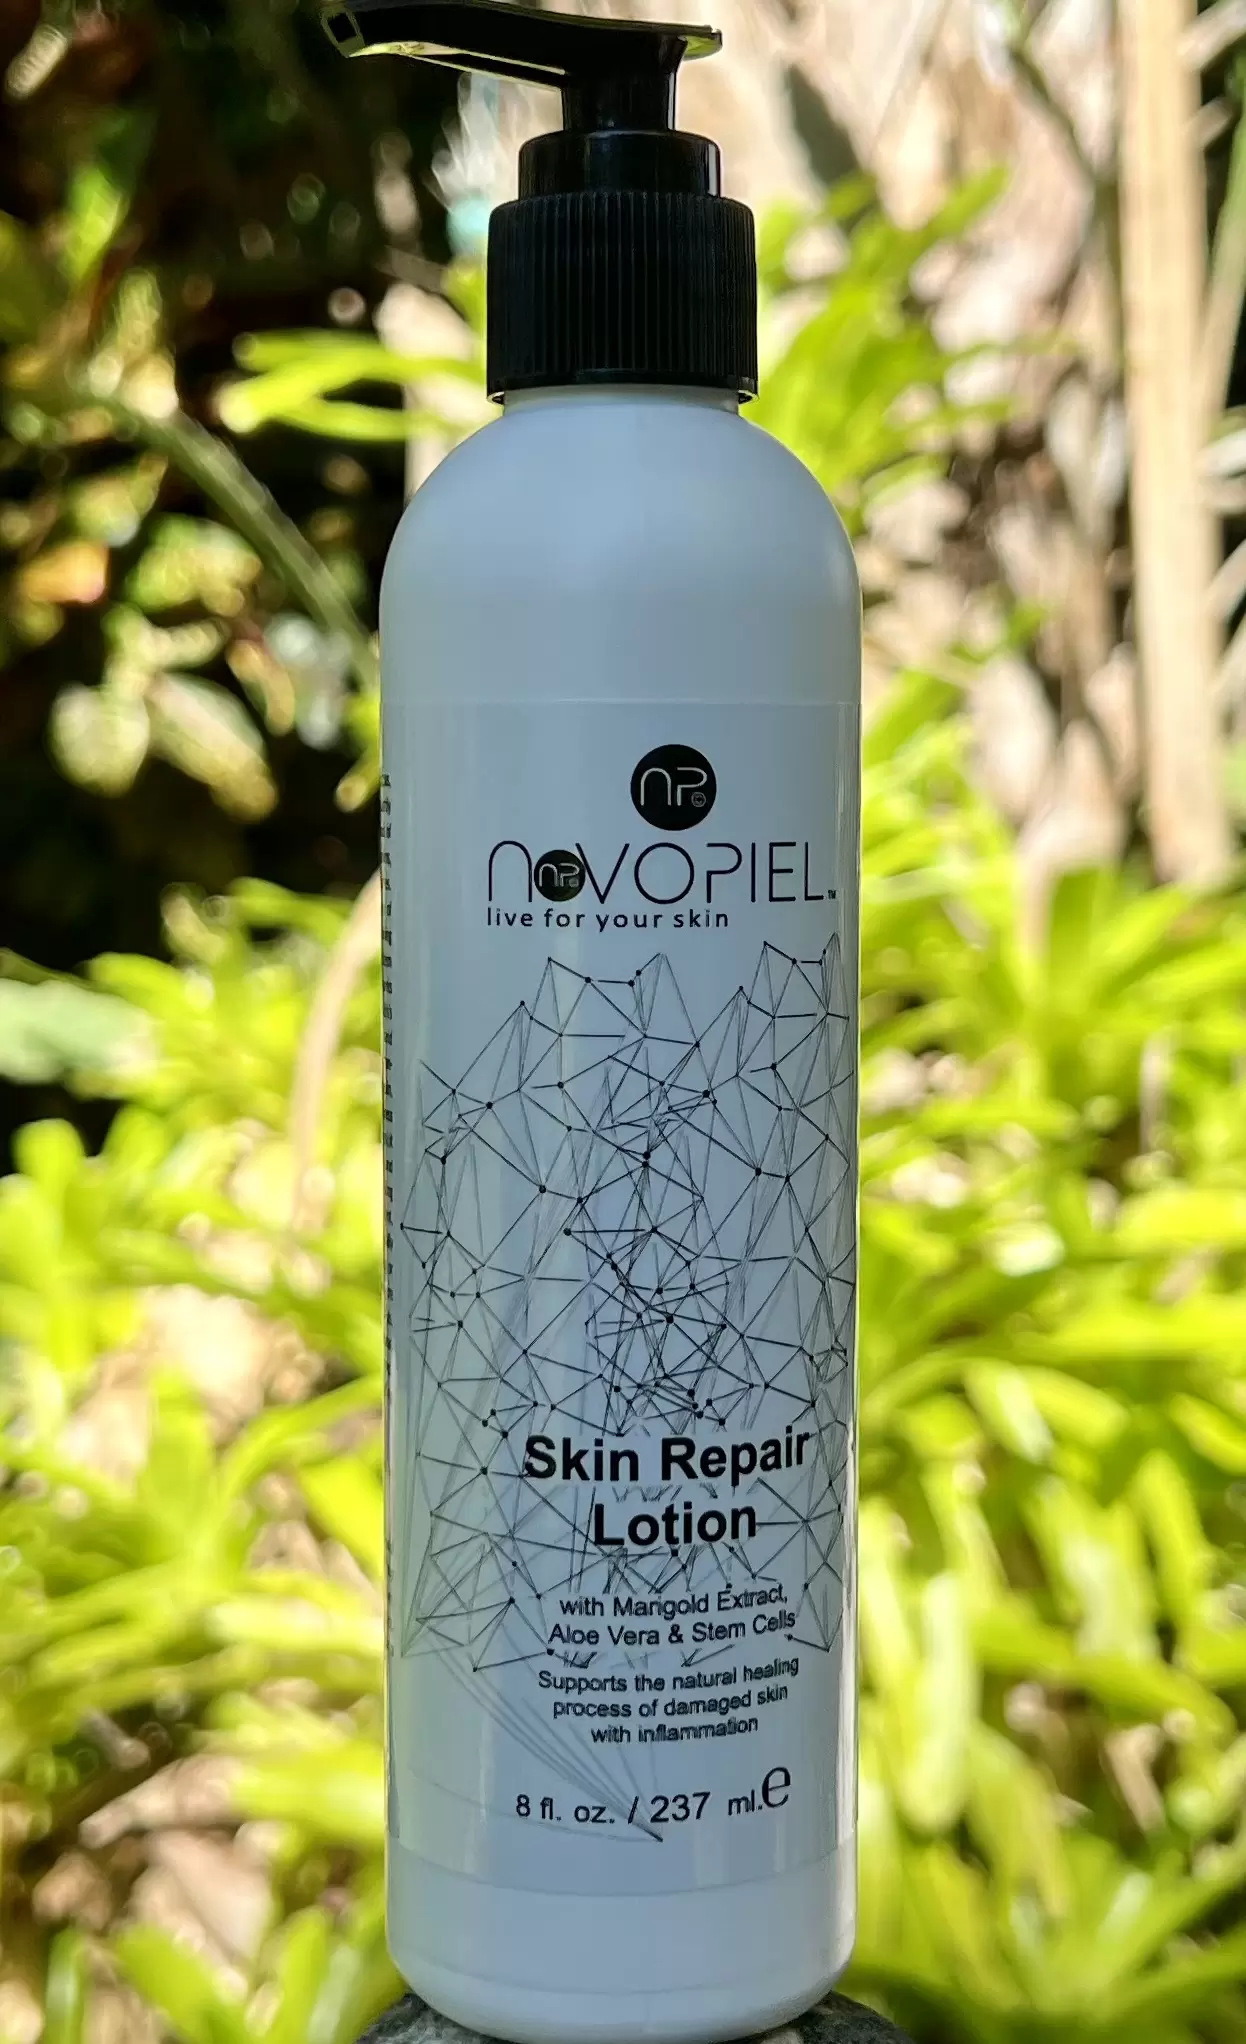 NP
NOVOPIEL™
live for your skin
Skin Repair
Lotion
with Marigold Extract,
Aloe Vera & Stem Cells
Supports the natural healing
process of damaged skin
with inflammation
8 fl. oz. / 237 ml.e